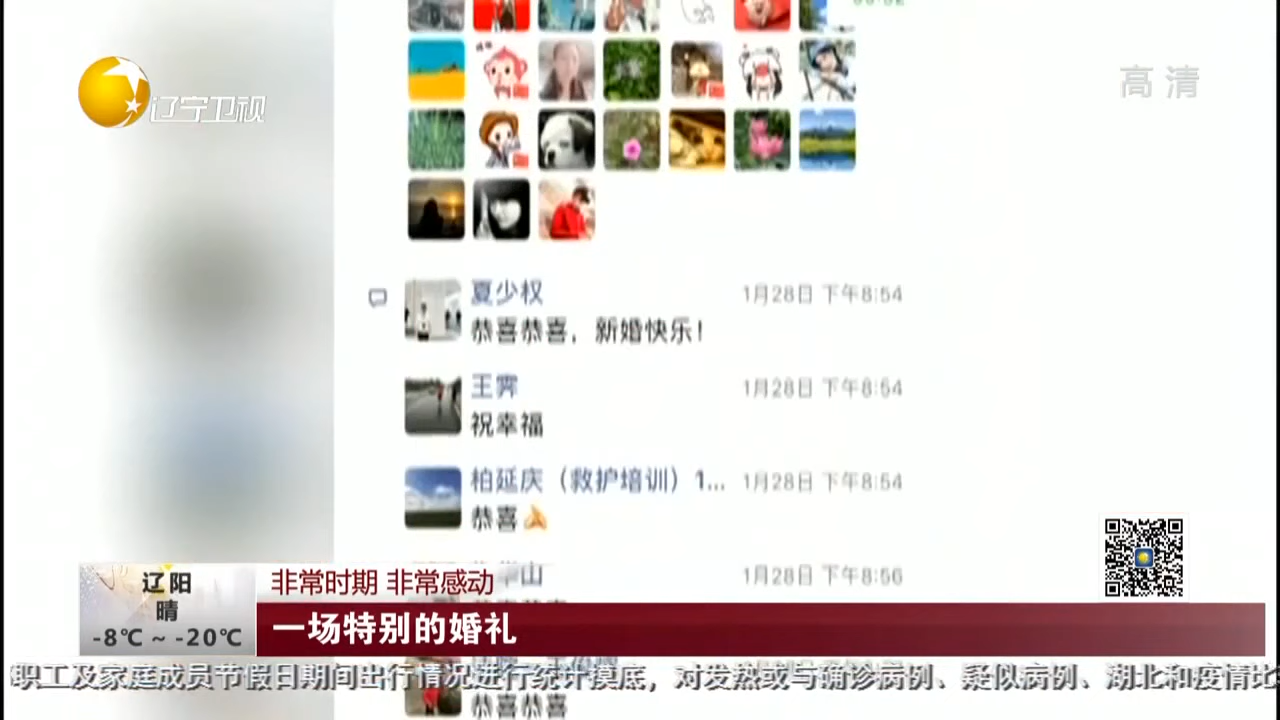 辽宁卫视
高清
夏少权
1月28日 下午8:54
恭喜恭喜，新婚快乐！
王霁
1月28日 下午8:54
祝幸福
柏延庆（救护培训）1...
1月28日 下午8:54
恭喜
1月28日 下午8:56
辽阳
晴
-8℃ ~ -20℃
非常时期 非常感动
一场特别的婚礼
职工及家庭成员节假日期间出行情况进行统计摸底，对发热或与确诊病例、疑似病例、湖北和疫情比
恭喜恭喜